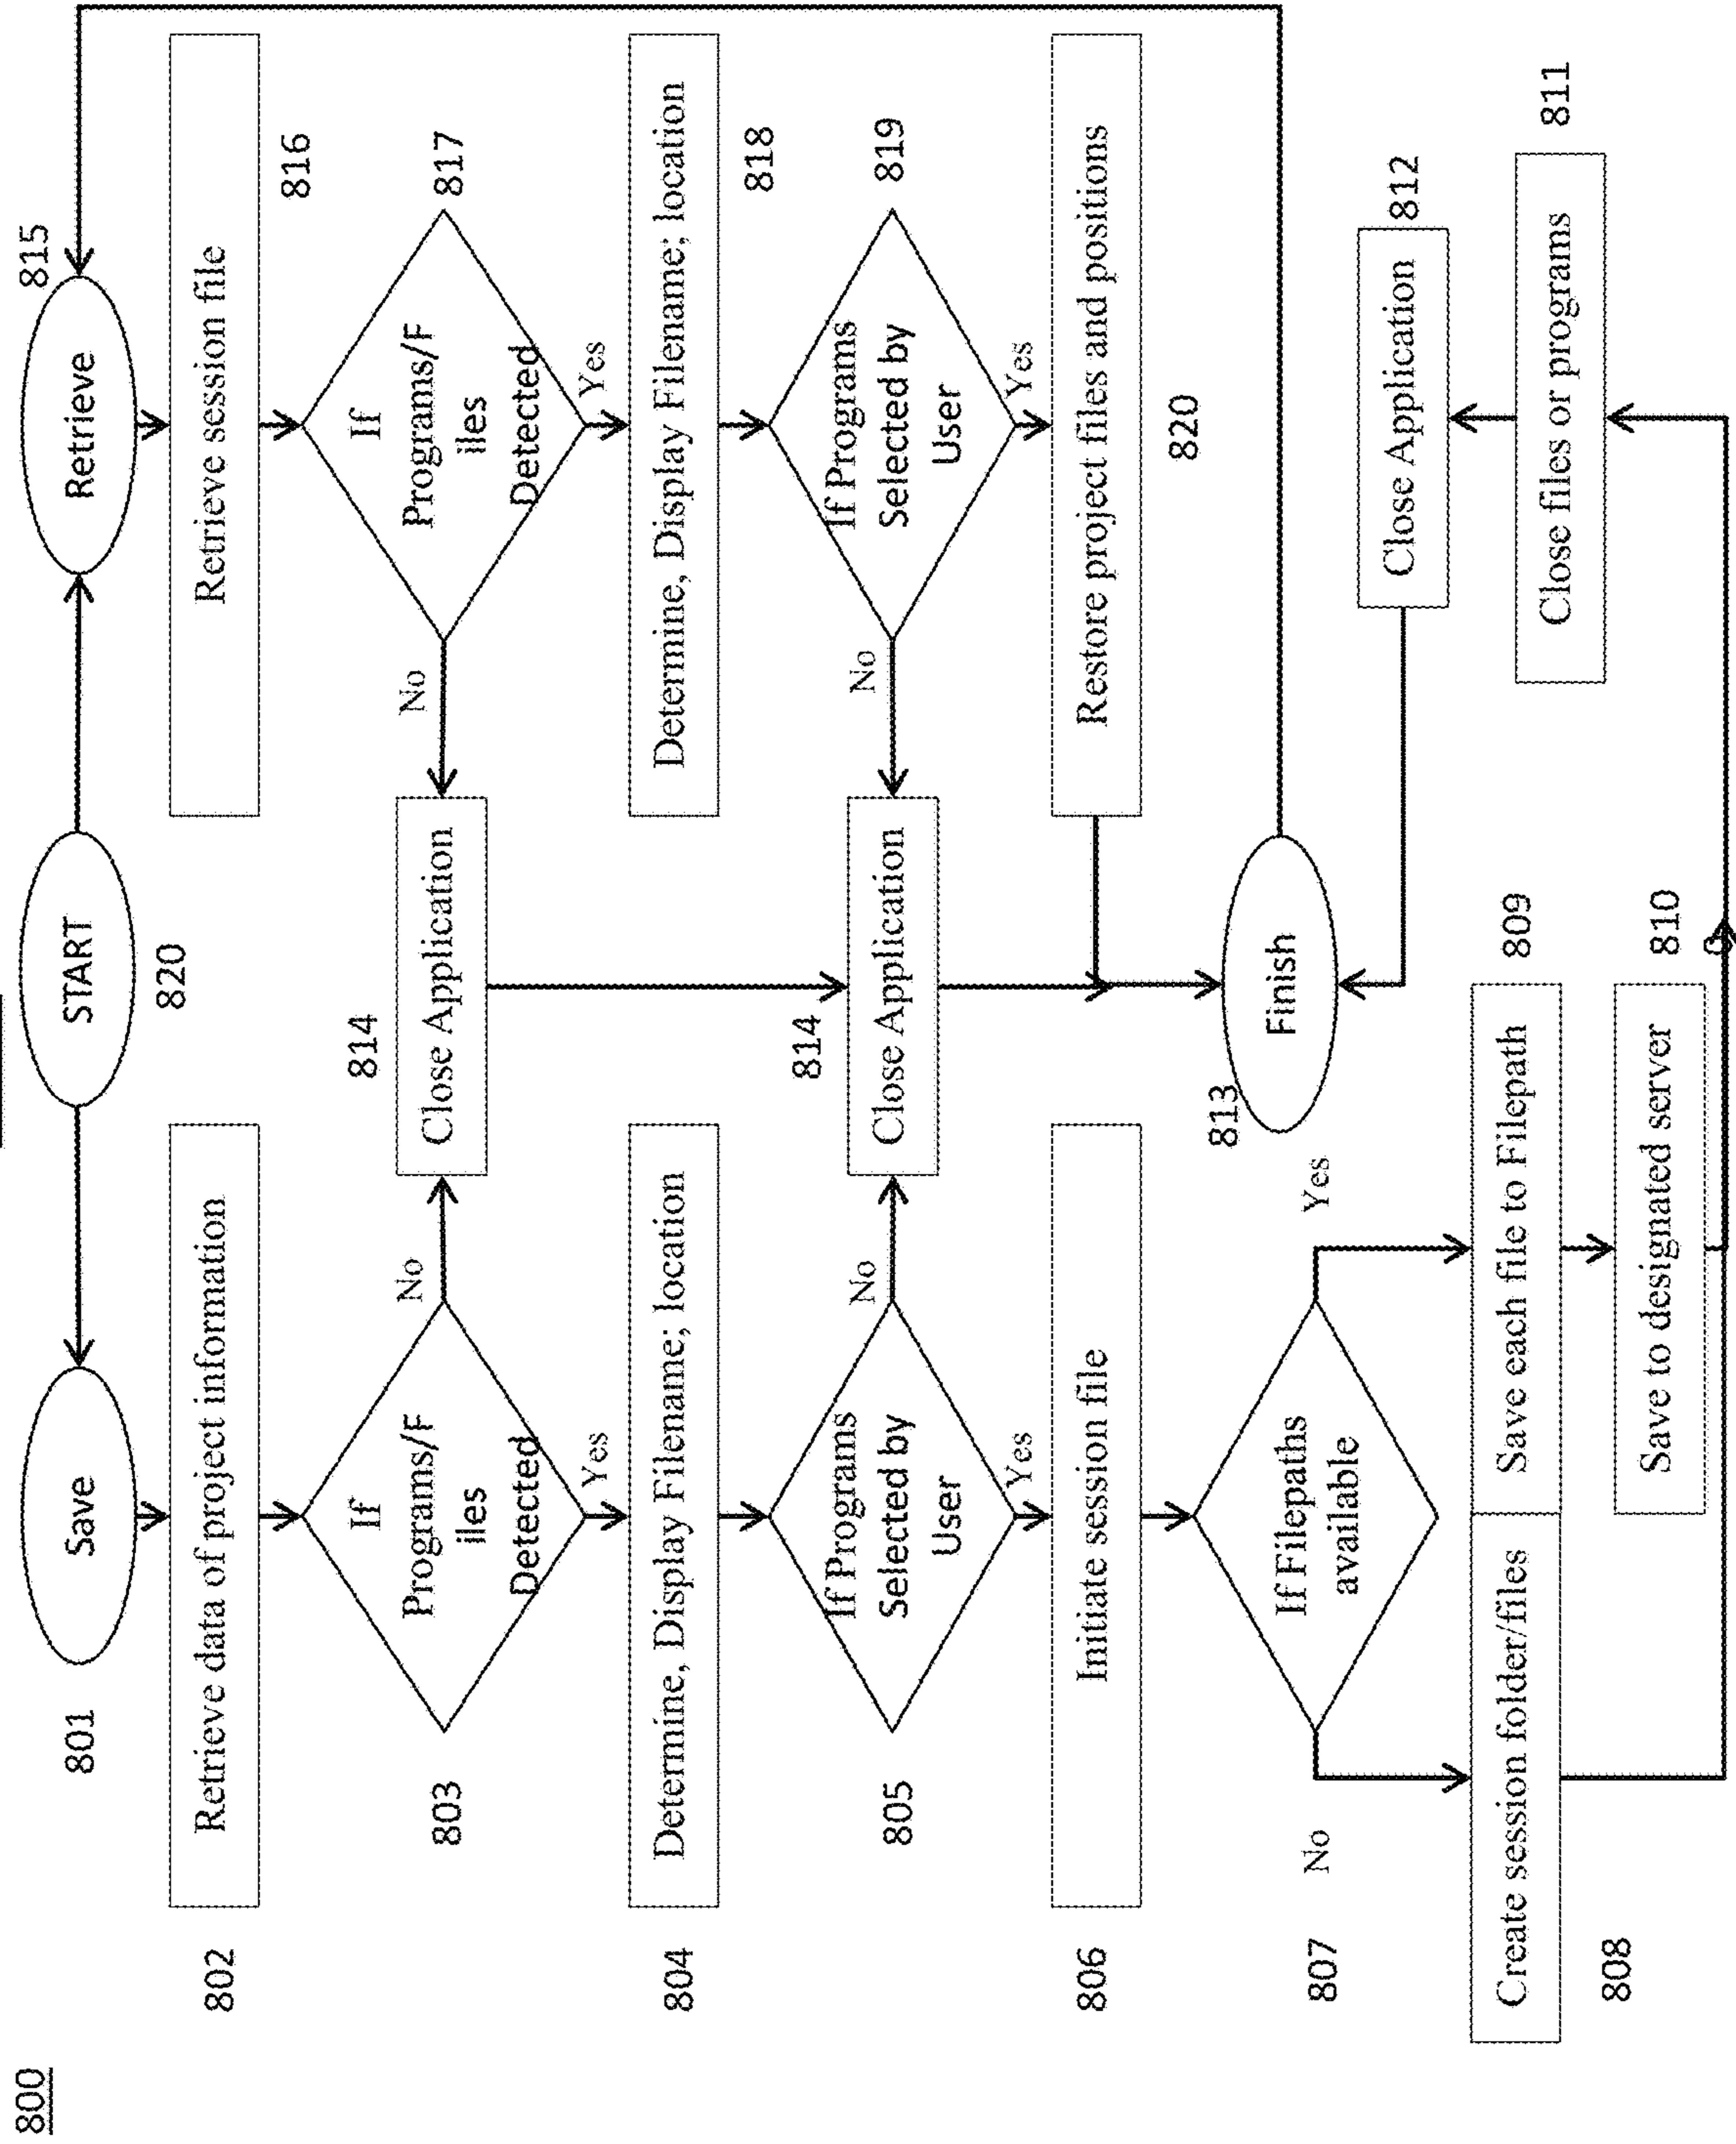 800
801
Save
START
820
Retrieve
815
802
Retrieve data of project information
Retrieve session file
816
803
If
Programs/F
iles
Detected
No
Yes
814
Close Application
No
If
Programs/F
iles
Detected
817
Yes
804
Determine, Display Filename; location
Determine, Display Filename; location
818
805
If Programs
Selected by
User
No
Yes
814
Close Application
No
If Programs
Selected by
User
819
Yes
806
Initiate session file
Restore project files and positions
820
807
If Filepaths
available
No
Yes
813
Finish
Close Application
812
808
Create session folder/files
Save each file to Filepath
809
Close files or programs
811
Save to designated server
810